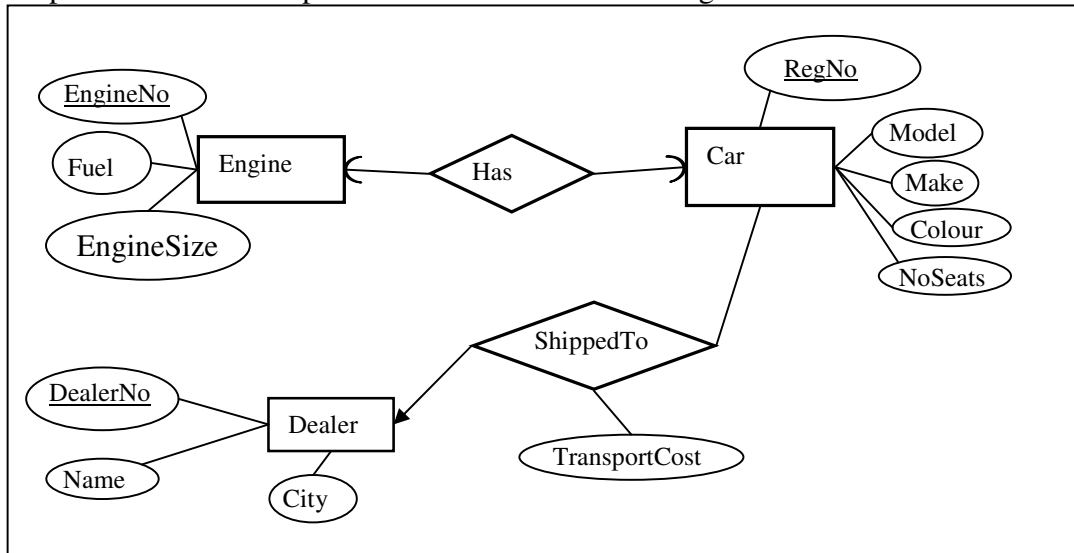 RegNo
EngineNo
Model
Engine
Car
Fuel
Has
Make
Colour
EngineSize
NoSeats
ShippedTo
DealerNo
Dealer
TransportCost
Name
City